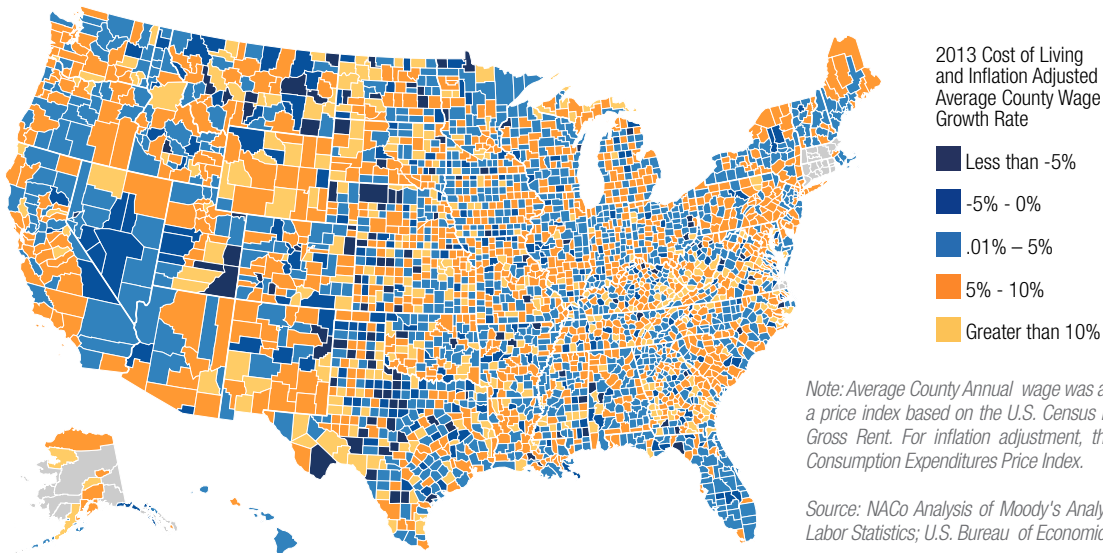 2013 Cost of Living
and Inflation Adjusted
Average County Wage
Growth Rate
Less than -5%
-5% - 0%
.01% – 5%
5% - 10%
Greater than 10%
Note: Average County Annual wage was a
a price index based on the U.S. Census
Gross Rent. For inflation adjustment, th
Consumption Expenditures Price Index.
Source: NACo Analysis of Moody's Analy
Labor Statistics; U.S. Bureau of Economic